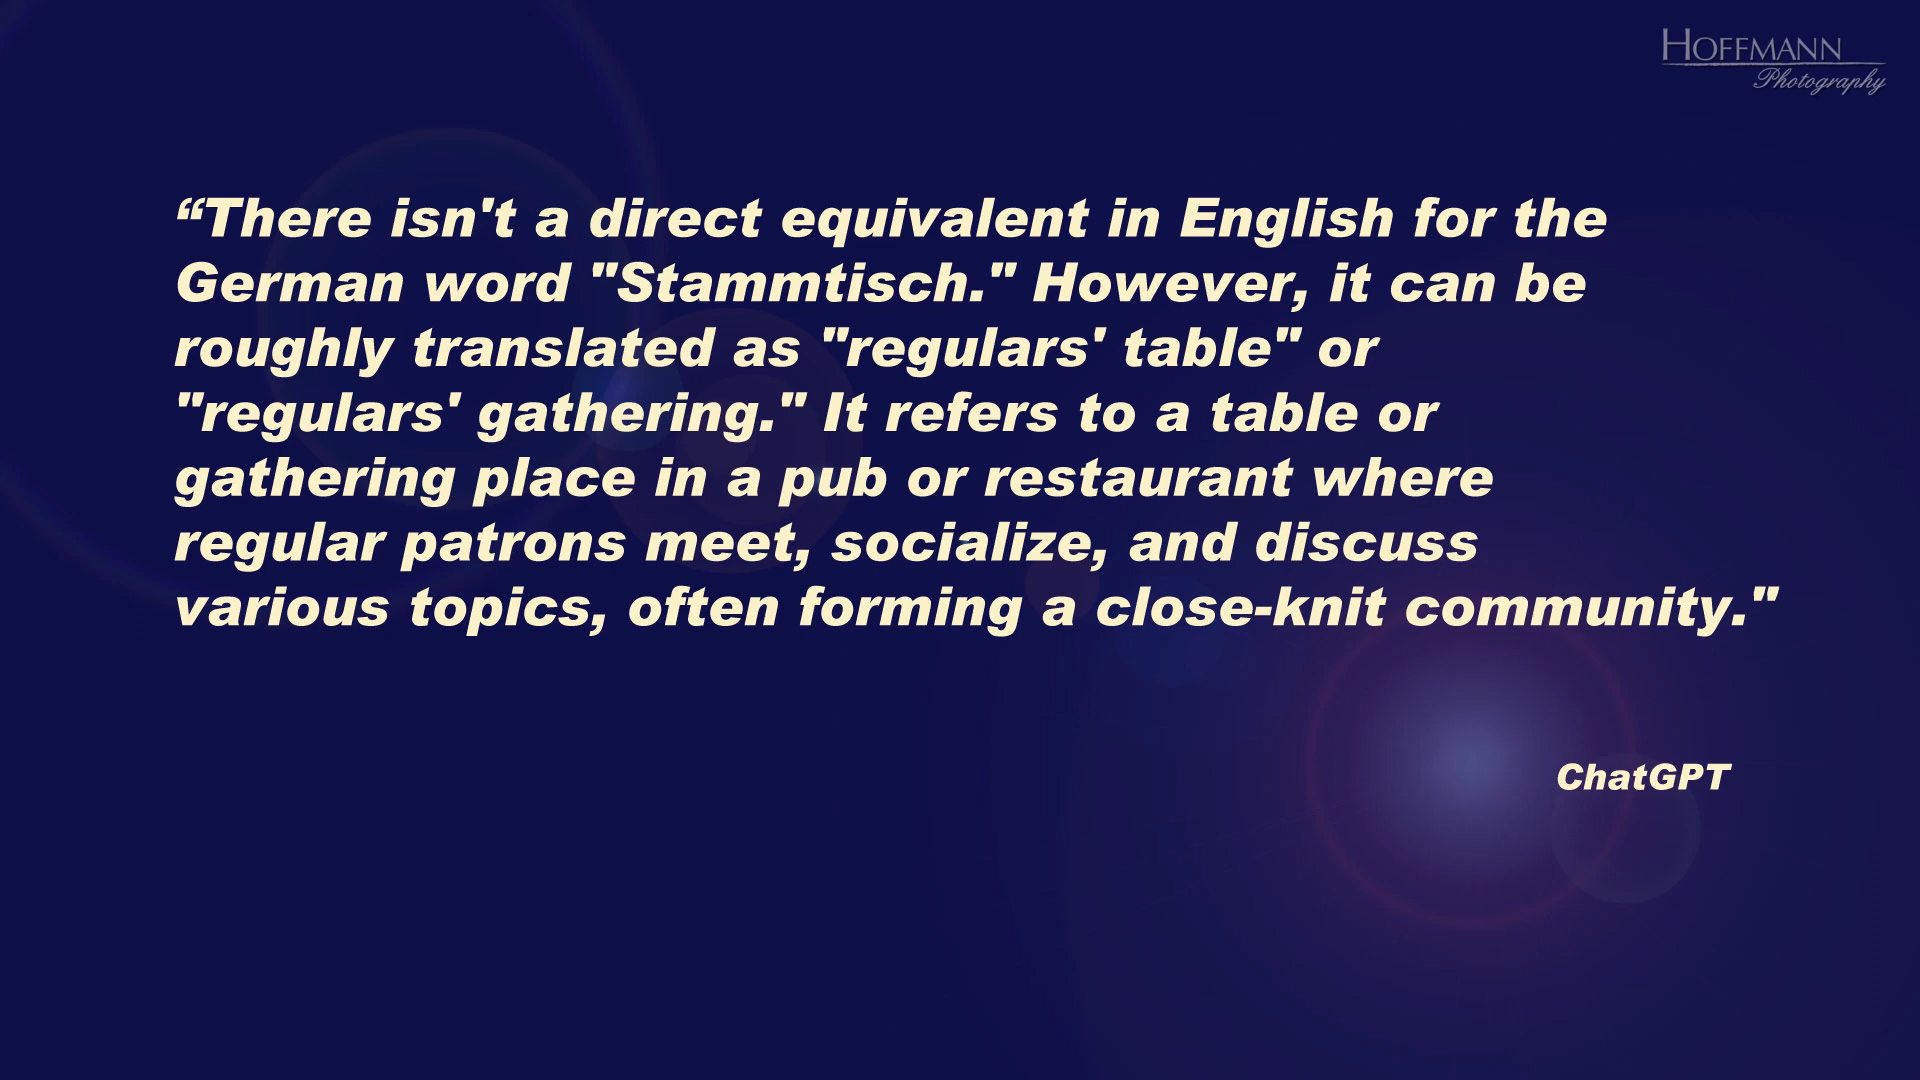 HOFFMANN
Photography
“There isn't a direct equivalent in English for the
German word "Stammtisch." However, it can be
roughly translated as "regulars' table" or
"regulars' gathering." It refers to a table or
gathering place in a pub or restaurant where
regular patrons meet, socialize, and discuss
various topics, often forming a close-knit community."
ChatGPT